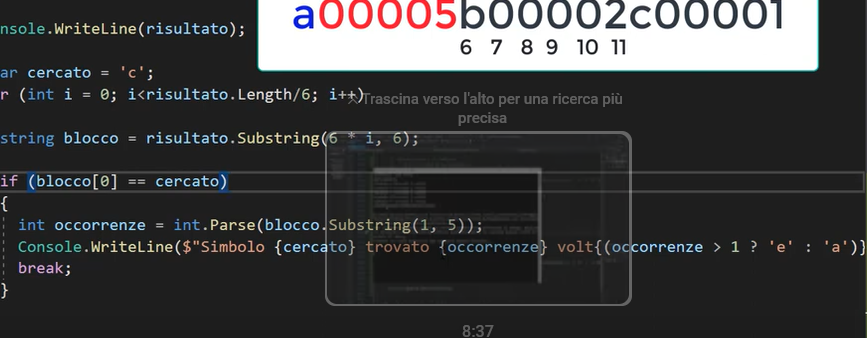 nsole.WriteLine(risultato);
a00005b00002c00001
6 7 8 9 10 11
ar cercato = 'c';
r (int i = 0; i<risultato.Length/6; i++)
Trascina verso l'alto per una ricerca più
precisa
string blocco = risultato.Substring(6 * i, 6);
if (blocco[0] == cercato)
{
int occorrenze = int.Parse(blocco.Substring(1, 5));
Console.WriteLine($"Simbolo {cercato} trovato {occorrenze} volt{(occorrenze > 1 ? 'e' : 'a')}
break;
}
8:37